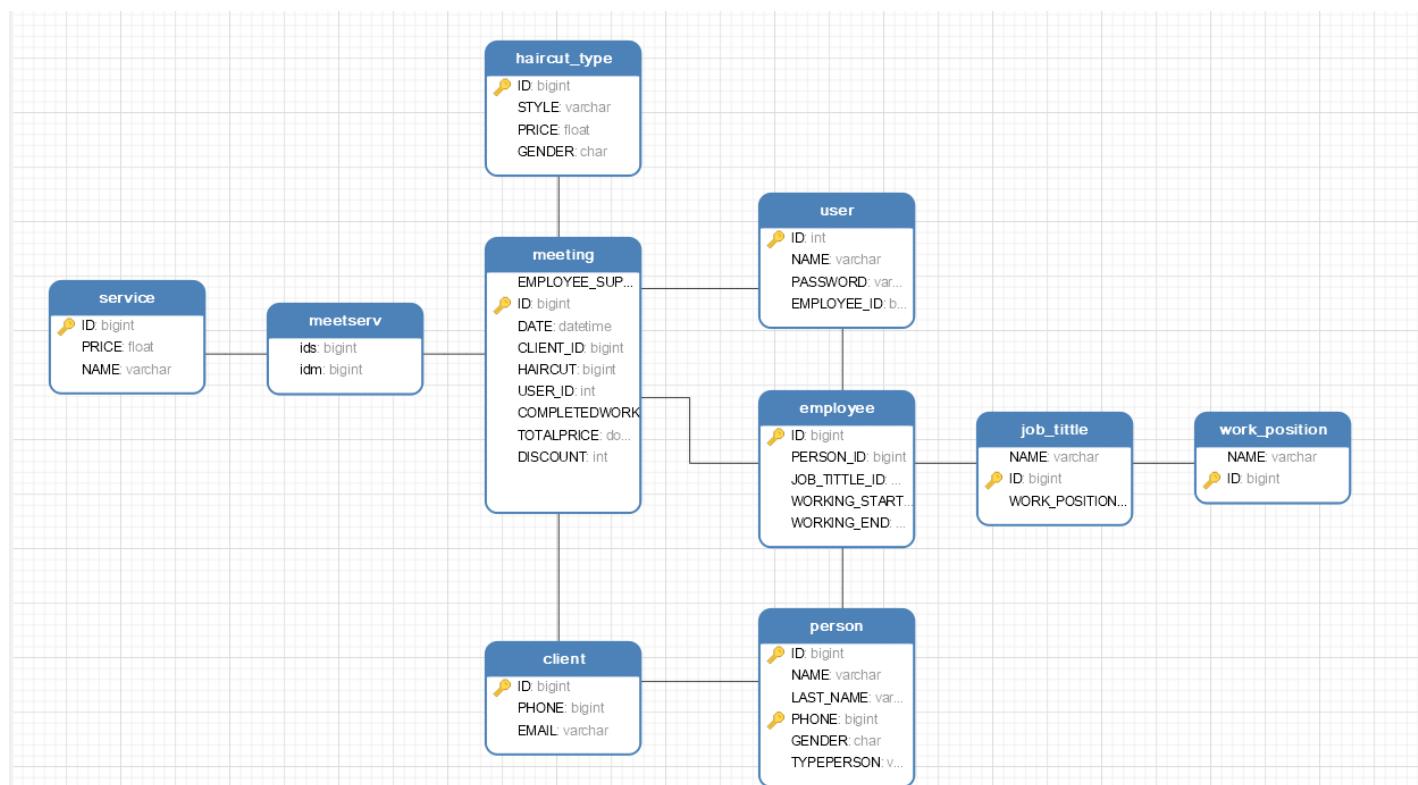 haircut_type
ID: bigint
STYLE: varchar
PRICE: float
GENDER: char
user
ID: int
NAME: varchar
PASSWORD: var...
EMPLOYEE_ID: b...
meeting
EMPLOYEE_SUP...
ID: bigint
DATE: datetime
CLIENT_ID: bigint
HAIRCUT: bigint
USER_ID: int
COMPLETEDWORK
TOTALPRICE: do...
DISCOUNT: int
service
ID: bigint
PRICE: float
NAME: varchar
meetserv
ids: bigint
idm: bigint
employee
ID: bigint
PERSON_ID: bigint
JOB_TITTLE_ID: ...
WORKING_START...
WORKING_END: ...
job_tittle
NAME: varchar
ID: bigint
WORK_POSITION...
work_position
NAME: varchar
ID: bigint
client
ID: bigint
PHONE: bigint
EMAIL: varchar
person
ID: bigint
NAME: varchar
LAST_NAME: var...
PHONE: bigint
GENDER: char
TYPEPERSON: v...